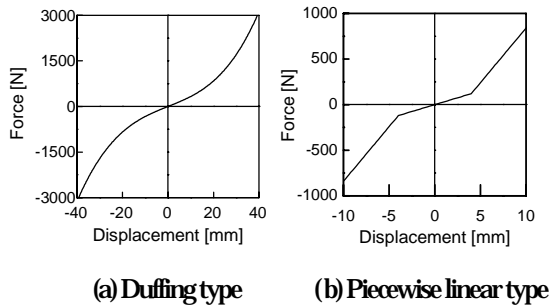 3000
1500
0
-1500
-3000
Force [N]
-40 -20 0 20 40
Displacement [mm]
(a) Duffing type
1000
500
0
-500
-1000
Force [N]
-10 -5 0 5 10
Displacement [mm]
(b) Piecewise linear type